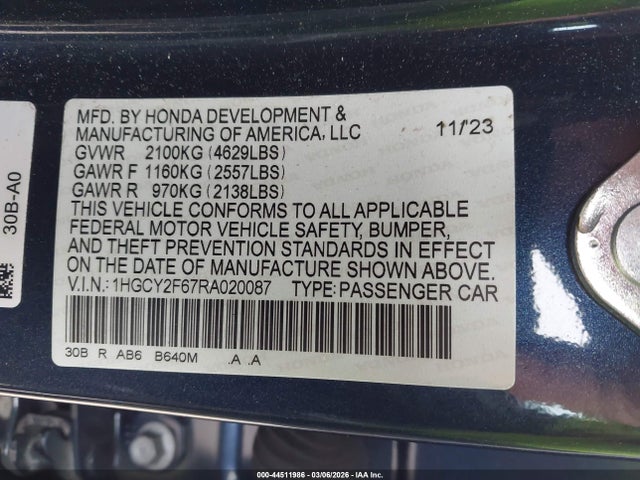 MFD. BY HONDA DEVELOPMENT &
MANUFACTURING OF AMERICA, LLC 11/23
GVWR 2100KG (4629LBS)
GAWR F 1160KG (2557LBS)
GAWR R 970KG (2138LBS)
THIS VEHICLE CONFORMS TO ALL APPLICABLE
FEDERAL MOTOR VEHICLE SAFETY, BUMPER,
AND THEFT PREVENTION STANDARDS IN EFFECT
ON THE DATE OF MANUFACTURE SHOWN ABOVE.
V.I.N.: 1HGCY2F67RA020087 TYPE: PASSENGER CAR
30B R AB6 B640M .A .A
30B-A0
000-44511986 | 03/06/2026 | IAA Inc.